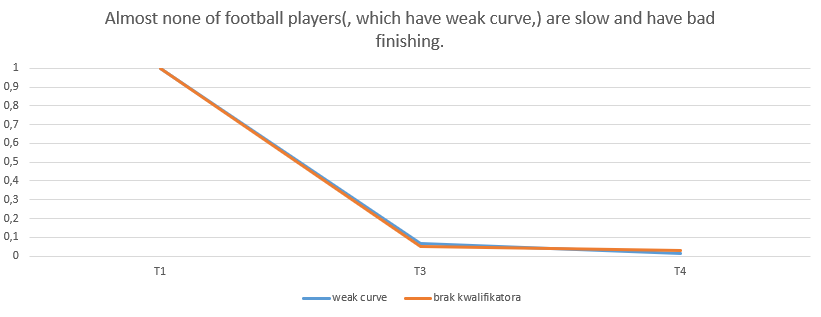 Almost none of football players(, which have weak curve,) are slow and have bad
finishing.
1
0,9
0,8
0,7
0,6
0,5
0,4
0,3
0,2
0,1
0
T1 T3 T4
weak curve brak kwalifikatora